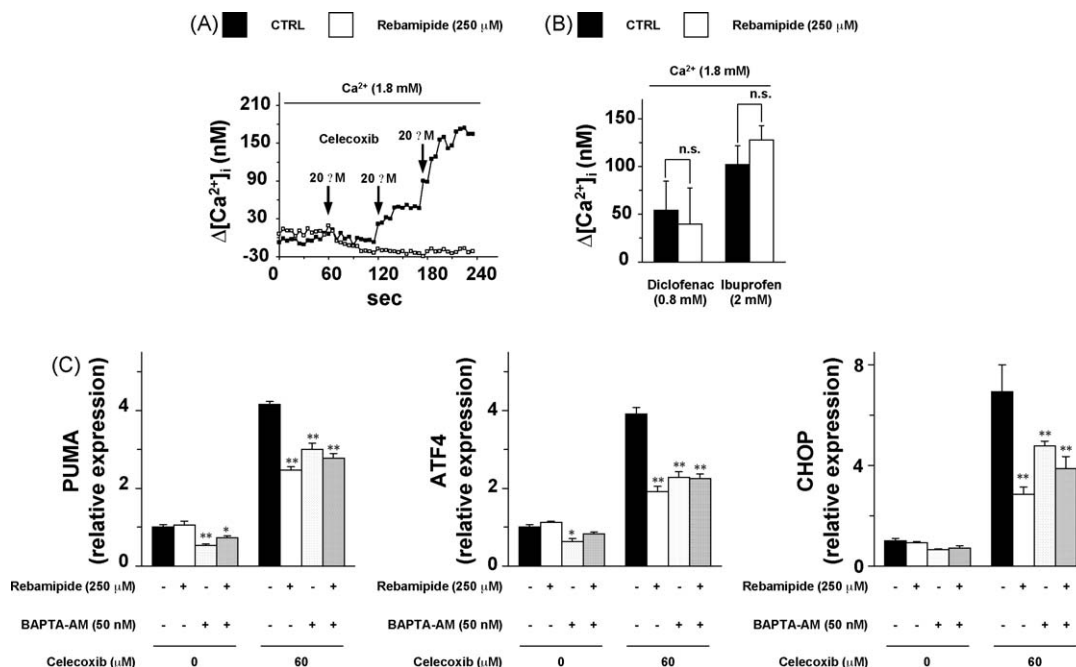 (A) CTRL Rebamipide (250 μM)
Ca²⁺ (1.8 mM)
Δ[Ca²⁺]ᵢ (nM)
210
150
90
30
-30
Celecoxib
20 ?M
20 ?M
20 ?M
0 60 120 180 240
sec
(B) CTRL Rebamipide (250 μM)
Ca²⁺ (1.8 mM)
Δ[Ca²⁺]ᵢ (nM)
150
100
50
0
n.s.
n.s.
Diclofenac Ibuprofen
(0.8 mM) (2 mM)
(C)
PUMA
(relative expression)
4
2
0
** ** ** ** *
ATF4
(relative expression)
4
2
0
* ** ** **
CHOP
(relative expression)
8
4
0
** ** **
Rebamipide (250 μM) - + - + - + - +
BAPTA-AM (50 nM) - - + + - - + +
Celecoxib (μM) 0 60
Rebamipide (250 μM) - + - + - + - +
BAPTA-AM (50 nM) - - + + - - + +
Celecoxib (μM) 0 60
Rebamipide (250 μM) - + - + - + - +
BAPTA-AM (50 nM) - - + + - - + +
Celecoxib (μM) 0 60